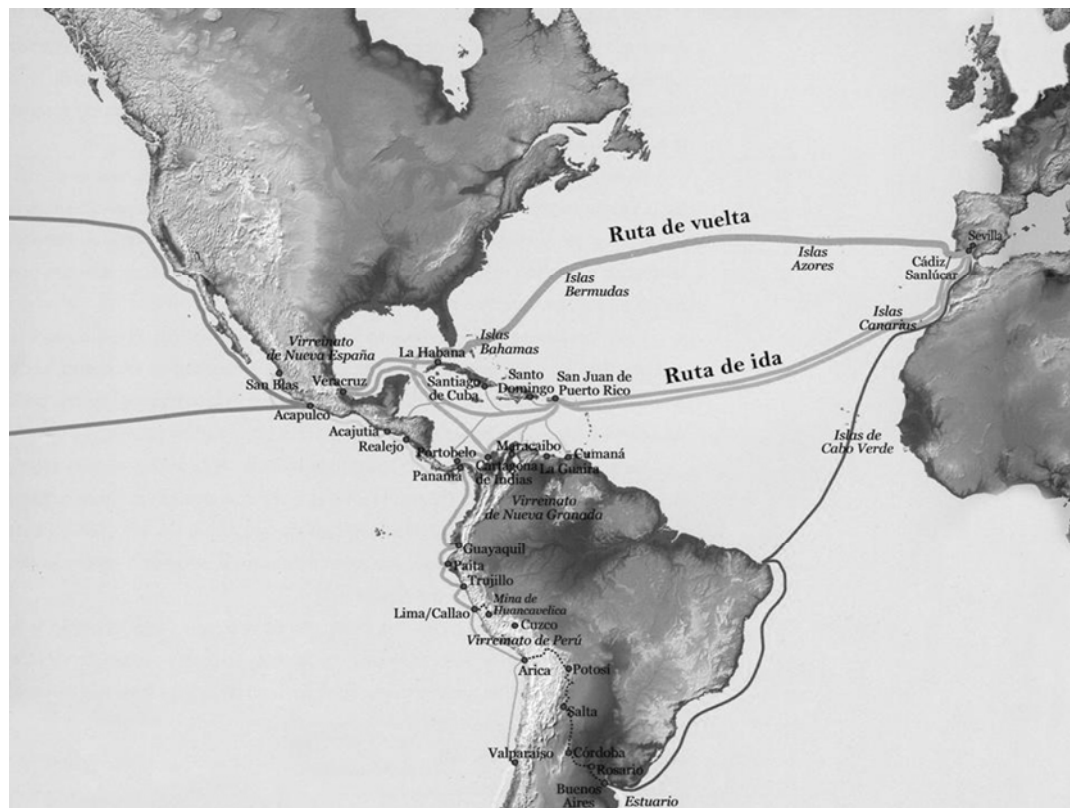 Ruta de vuelta
Sevilla
Islas
Azores
Cádiz/
Sanlúcar
Islas
Bermudas
Islas
Canarias
Islas
Bahamas
Virreinato
de Nueva España
La Habana
Ruta de ida
San Blas
Veracruz
Santiago
de Cuba
Santo
Domingo
San Juan de
Puerto Rico
Acapulco
Acajutia
Realejo
Islas de
Cabo Verde
Portobelo
Maracaibo
Cumaná
Panamá
Cartagena
de Indias
La Guaira
Virreinato
de Nueva Granada
Guayaquil
Paita
Trujillo
Mina de
Huancavelica
Lima/Callao
Cuzco
Virreinato de Perú
Arica
Potosí
Salta
Valparaíso
Córdoba
Rosario
Buenos
Aires
Estuario